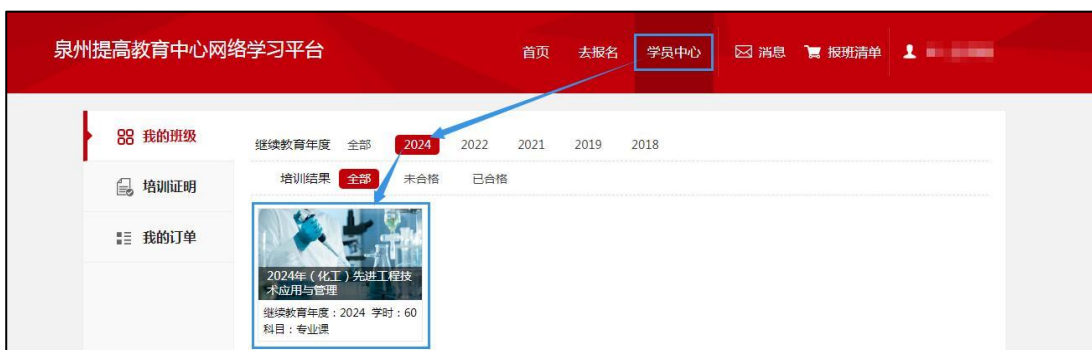 泉州提高教育中心网络学习平台
首页 去报名 学员中心 消息 报班清单
我的班级
培训证明
我的订单
继续教育年度 全部 2024 2022 2021 2019 2018
培训结果 全部 未合格 已合格
2024年（化工）先进工程技
术应用与管理
继续教育年度：2024 学时：60
科目：专业课